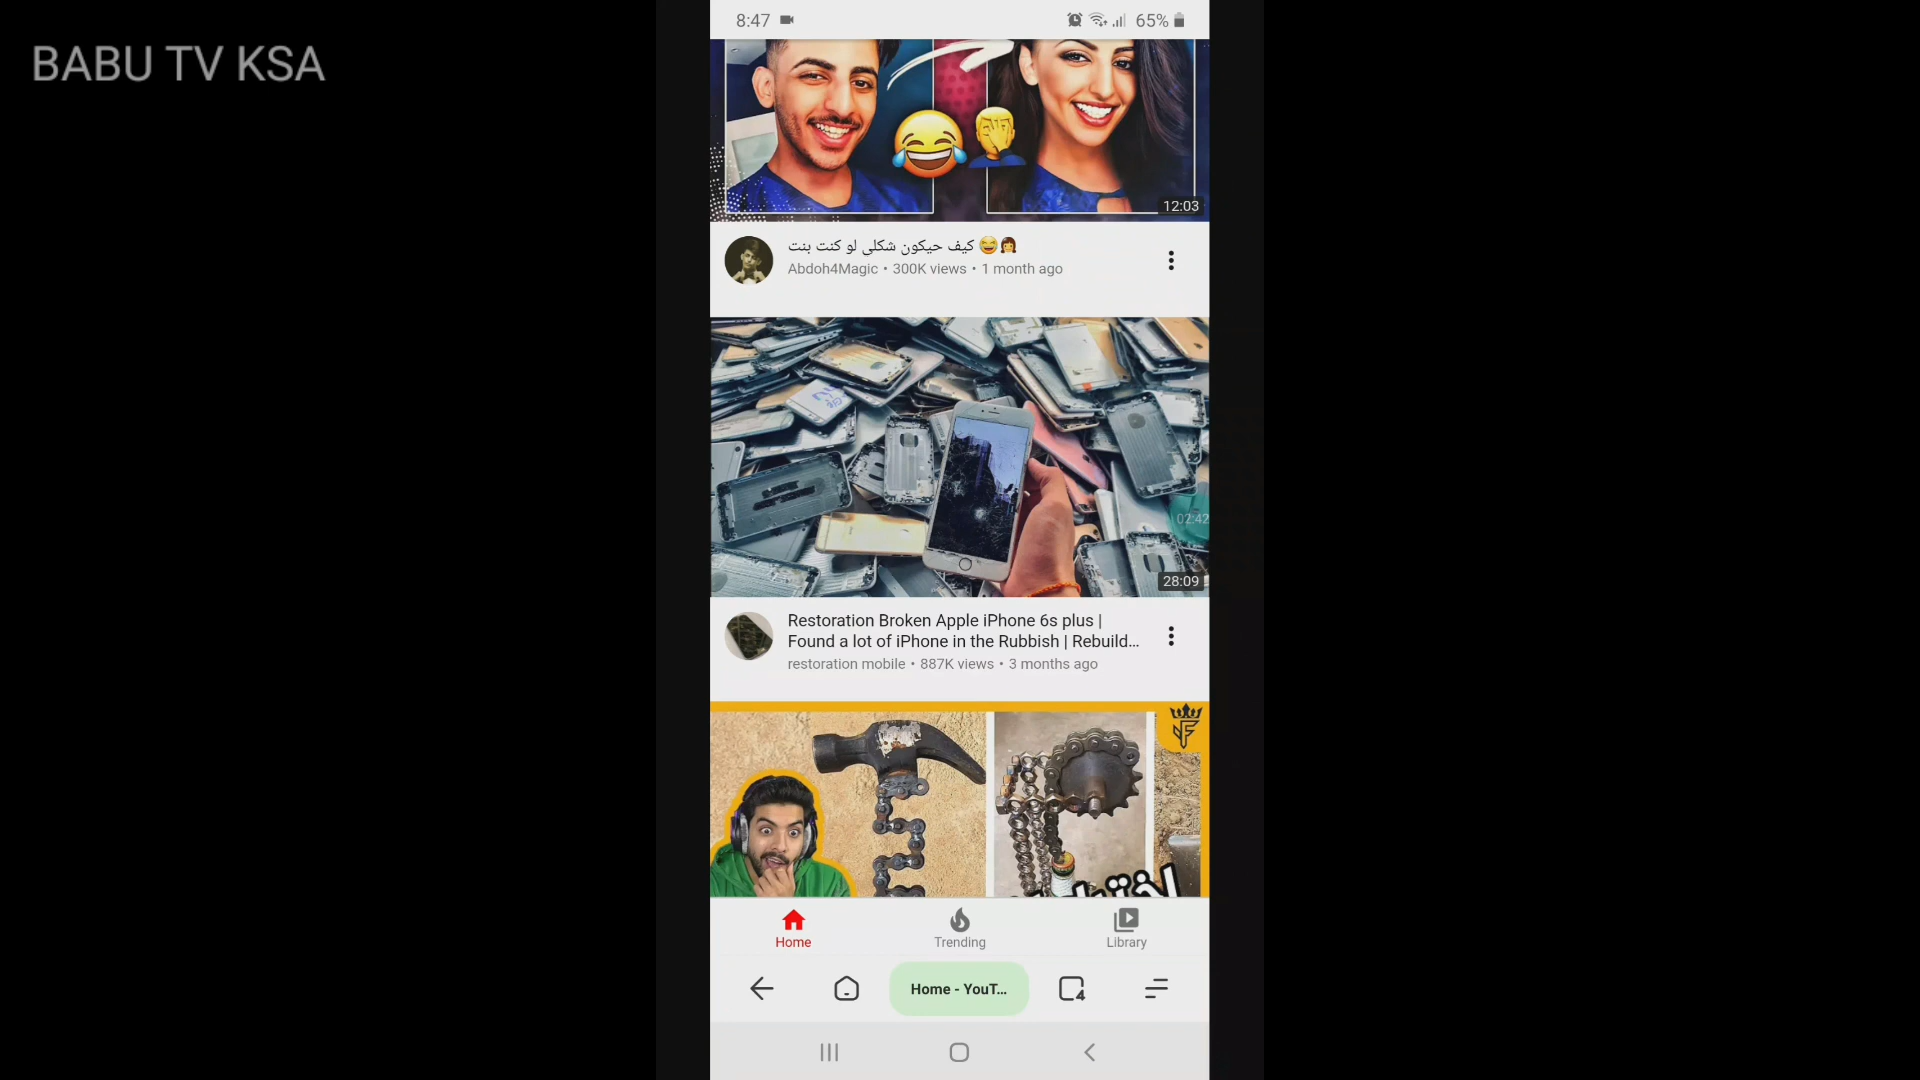 BABU TV KSA
8:47
65%
12:03
كيف حيكون شكلي لو كنت بنت 😂👧
Abdoh4Magic • 300K views • 1 month ago
02:42
28:09
Restoration Broken Apple iPhone 6s plus |
Found a lot of iPhone in the Rubbish | Rebuild...
restoration mobile • 887K views • 3 months ago
Home
Trending
Library
Home - YouT...
4